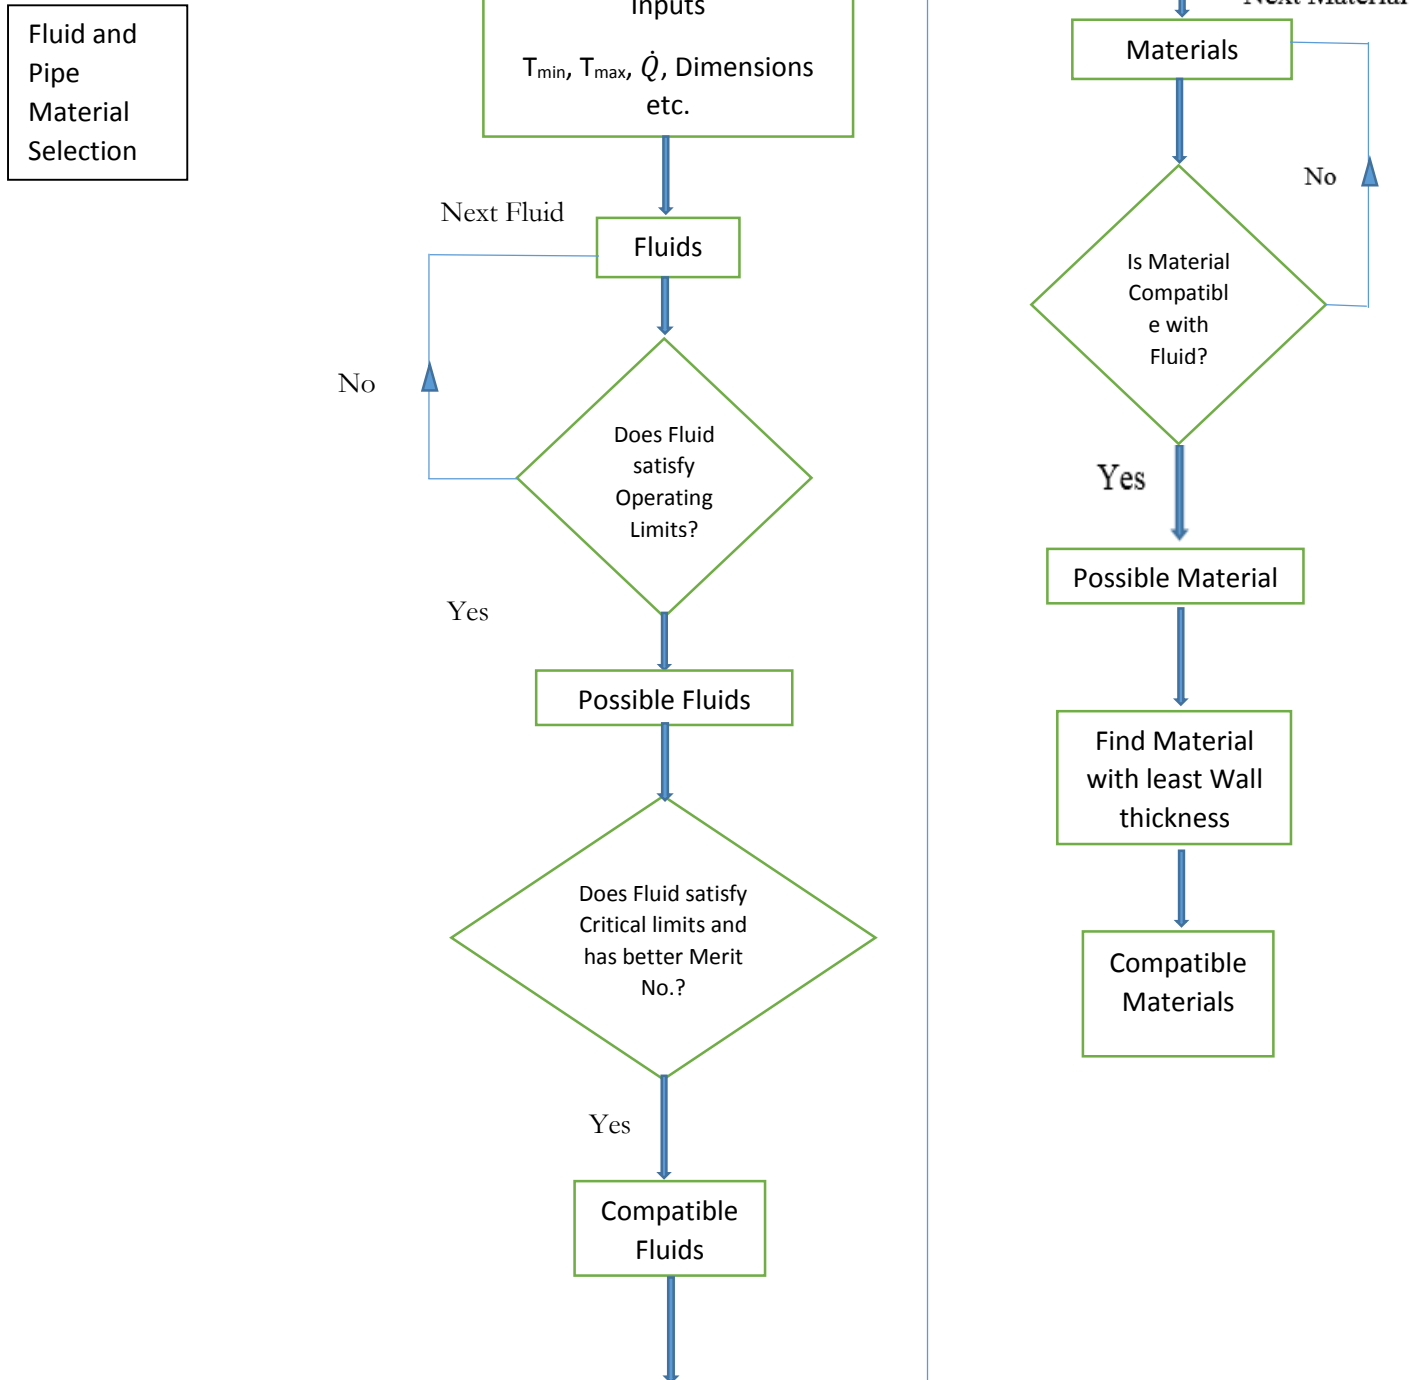 Fluid and
Pipe
Material
Selection
Inputs
Tmin, Tmax, Q̇, Dimensions
etc.
Next Fluid
Fluids
No
Does Fluid
satisfy
Operating
Limits?
Yes
Possible Fluids
Does Fluid satisfy
Critical limits and
has better Merit
No.?
Yes
Compatible
Fluids
Next Material
Materials
No
Is Material
Compatibl
e with
Fluid?
Yes
Possible Material
Find Material
with least Wall
thickness
Compatible
Materials